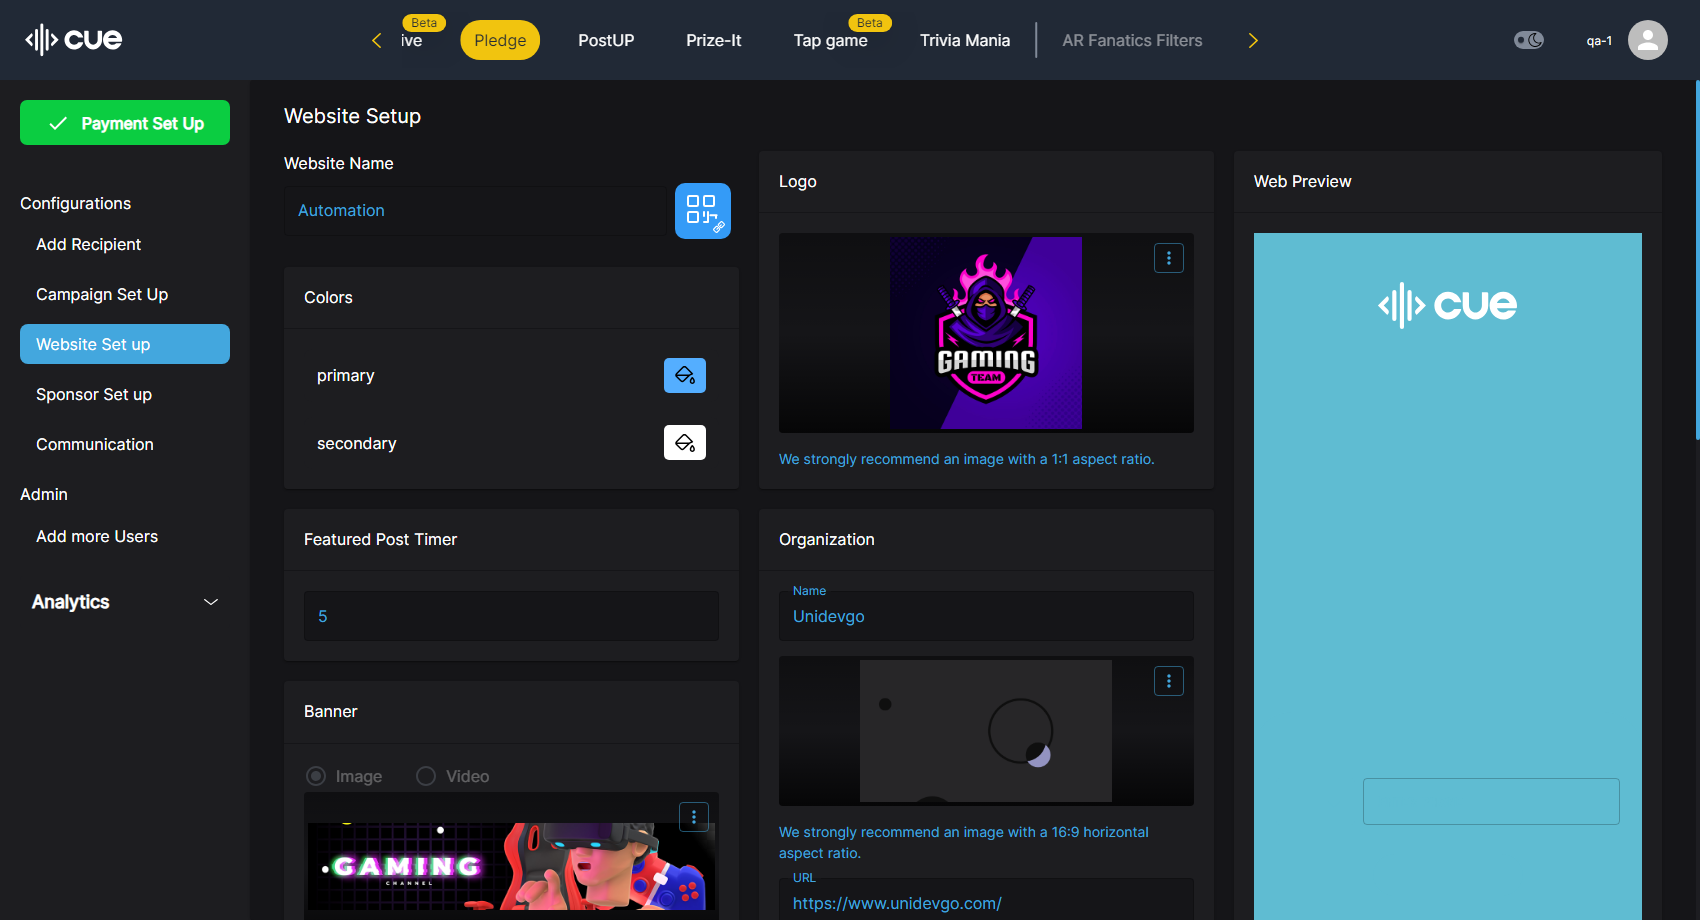 cue
Beta
Beta
ive
Pledge
PostUP
Prize-It
Tap game
Trivia Mania
AR Fanatics Filters
qa-1
Payment Set Up
Configurations
Add Recipient
Campaign Set Up
Website Set up
Sponsor Set up
Communication
Admin
Add more Users
Analytics
Website Setup
Website Name
Automation
Colors
primary
secondary
Featured Post Timer
5
Banner
Image
Video
GAMING
CHANNEL
Logo
GAMING
TEAM
We strongly recommend an image with a 1:1 aspect ratio.
Organization
Name
Unidevgo
We strongly recommend an image with a 16:9 horizontal
aspect ratio.
URL
https://www.unidevgo.com/
Web Preview
cue